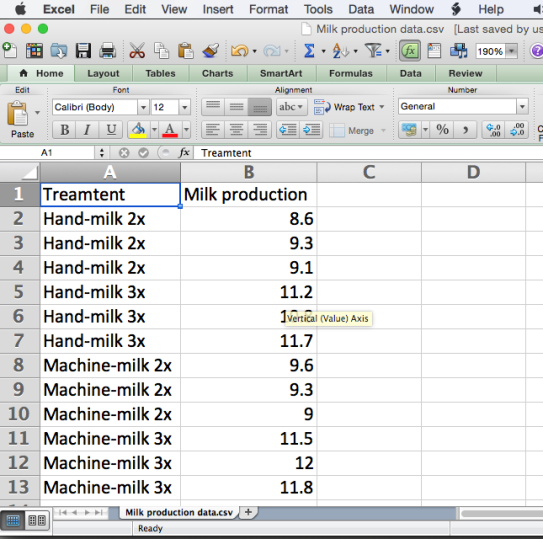 Excel File Edit View Insert Format Tools Data Window Help
Milk production data.csv [Last saved by us
190%
Home Layout Tables Charts SmartArt Formulas Data Review
Edit Font Alignment Number
Calibri (Body) 12 abc Wrap Text General
Paste B I U A Merge % .0 .00 .00 .0
A1 fx Treamtent
A B C D
1 Treamtent Milk production
2 Hand-milk 2x 8.6
3 Hand-milk 2x 9.3
4 Hand-milk 2x 9.1
5 Hand-milk 3x 11.2
6 Hand-milk 3x Vertical (Value) Axis
7 Hand-milk 3x 11.7
8 Machine-milk 2x 9.6
9 Machine-milk 2x 9.3
10 Machine-milk 2x 9
11 Machine-milk 3x 11.5
12 Machine-milk 3x 12
13 Machine-milk 3x 11.8
Milk production data.csv +
Ready